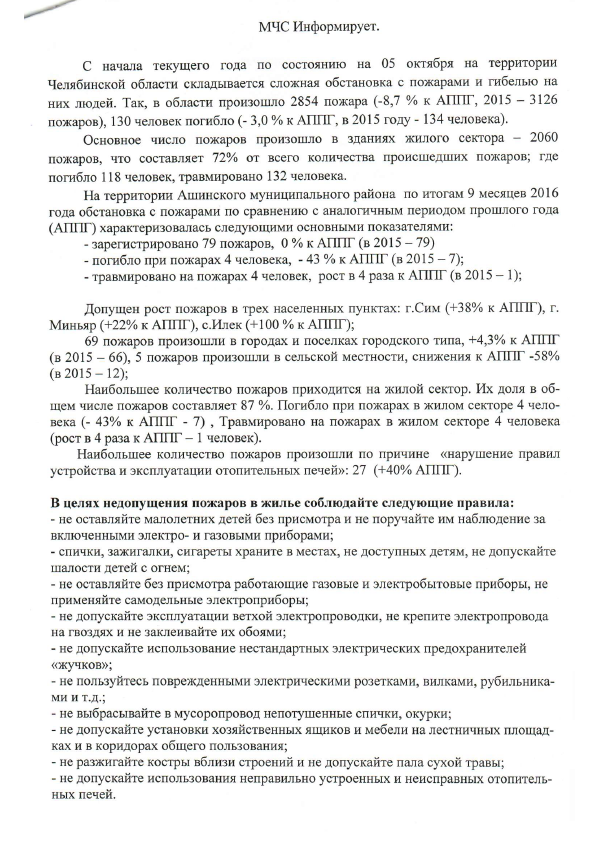 МЧС Информирует.
С начала текущего года по состоянию на 05 октября на территории
Челябинской области складывается сложная обстановка с пожарами и гибелью на
них людей. Так, в области произошло 2854 пожара (-8,7 % к АППГ, 2015 – 3126
пожаров), 130 человек погибло (- 3,0 % к АППГ, в 2015 году - 134 человека).
Основное число пожаров произошло в зданиях жилого сектора – 2060
пожаров, что составляет 72% от всего количества происшедших пожаров; где
погибло 118 человек, травмировано 132 человека.
На территории Ашинского муниципального района по итогам 9 месяцев 2016
года обстановка с пожарами по сравнению с аналогичным периодом прошлого года
(АППГ) характеризовалась следующими основными показателями:
- зарегистрировано 79 пожаров, 0 % к АППГ (в 2015 – 79)
- погибло при пожарах 4 человека, - 43 % к АППГ (в 2015 – 7);
- травмировано на пожарах 4 человек, рост в 4 раза к АППГ (в 2015 – 1);
Допущен рост пожаров в трех населенных пунктах: г.Сим (+38% к АППГ), г.
Миньяр (+22% к АППГ), с.Илек (+100 % к АППГ);
69 пожаров произошли в городах и поселках городского типа, +4,3% к АППГ
(в 2015 – 66), 5 пожаров произошли в сельской местности, снижения к АППГ -58%
(в 2015 – 12);
Наибольшее количество пожаров приходится на жилой сектор. Их доля в об-
щем числе пожаров составляет 87 %. Погибло при пожарах в жилом секторе 4 чело-
века (- 43% к АППГ - 7) , Травмировано на пожарах в жилом секторе 4 человека
(рост в 4 раза к АППГ – 1 человек).
Наибольшее количество пожаров произошли по причине «нарушение правил
устройства и эксплуатации отопительных печей»: 27 (+40% АППГ).
В целях недопущения пожаров в жилье соблюдайте следующие правила:
- не оставляйте малолетних детей без присмотра и не поручайте им наблюдение за
включенными электро- и газовыми приборами;
- спички, зажигалки, сигареты храните в местах, не доступных детям, не допускайте
шалости детей с огнем;
- не оставляйте без присмотра работающие газовые и электробытовые приборы, не
применяйте самодельные электроприборы;
- не допускайте эксплуатации ветхой электропроводки, не крепите электропровода
на гвоздях и не заклеивайте их обоями;
- не допускайте использование нестандартных электрических предохранителей
«жучков»;
- не пользуйтесь поврежденными электрическими розетками, вилками, рубильника-
ми и т.д.;
- не выбрасывайте в мусоропровод непотушенные спички, окурки;
- не допускайте установки хозяйственных ящиков и мебели на лестничных площад-
ках и в коридорах общего пользования;
- не разжигайте костры вблизи строений и не допускайте пала сухой травы;
- не допускайте использования неправильно устроенных и неисправных отопитель-
ных печей.